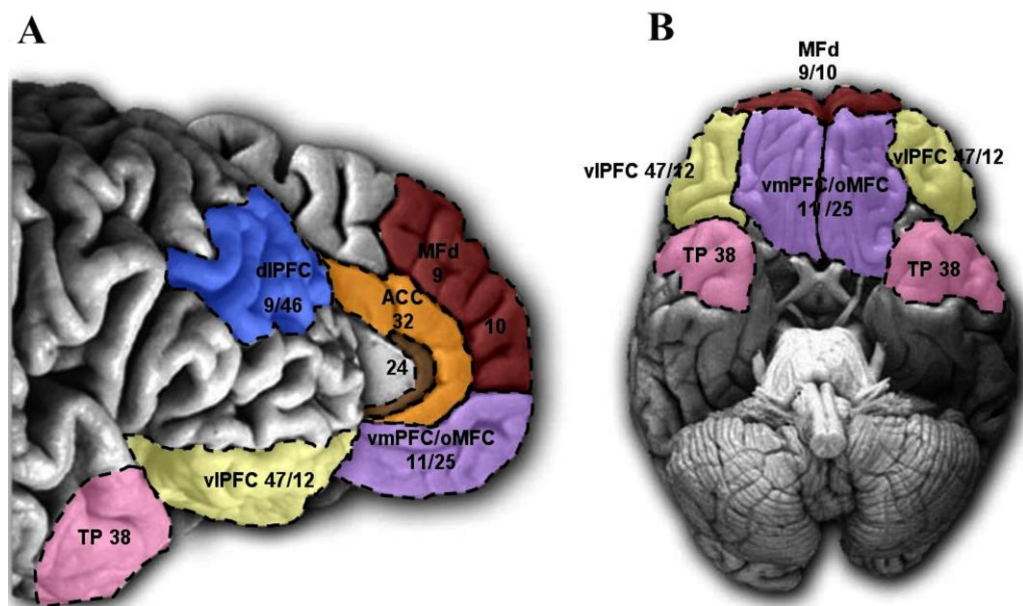 A
dlPFC
9/46
MFd
9
10
ACC
32
24
vmPFC/oMFC
11/25
vlPFC 47/12
TP 38
B
MFd
9/10
vlPFC 47/12
vlPFC 47/12
vmPFC/oMFC
11/25
TP 38
TP 38